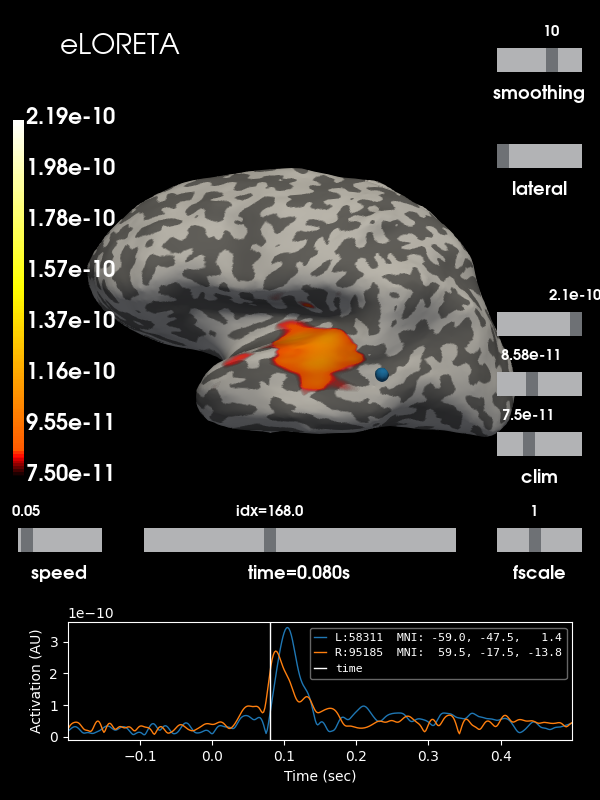 eLORETA
10
smoothing
2.19e-10
1.98e-10
1.78e-10
1.57e-10
1.37e-10
1.16e-10
9.55e-11
7.50e-11
lateral
2.1e-10
8.58e-11
7.5e-11
clim
0.05
idx=168.0
1
speed
time=0.080s
fscale
1e−10
Activation (AU)
3
2
1
0
L:58311 MNI: -59.0, -47.5, 1.4
R:95185 MNI: 59.5, -17.5, -13.8
time
−0.1 0.0 0.1 0.2 0.3 0.4
Time (sec)